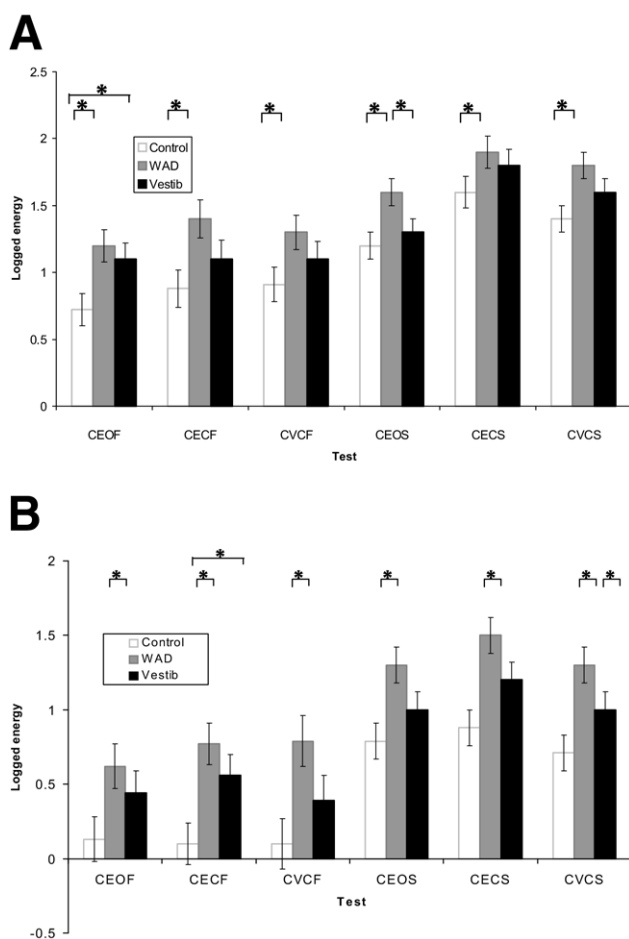 A
* *
* * * * * * *
2.5
2
1.5
1
0.5
0
Logged energy
Control
WAD
Vestib
CEOF CECF CVCF CEOS CECS CVCS
Test
B
2
1.5
1
0.5
0
-0.5
Logged energy
*
* * * * * * *
Control
WAD
Vestib
CEOF CECF CVCF CEOS CECS CVCS
Test